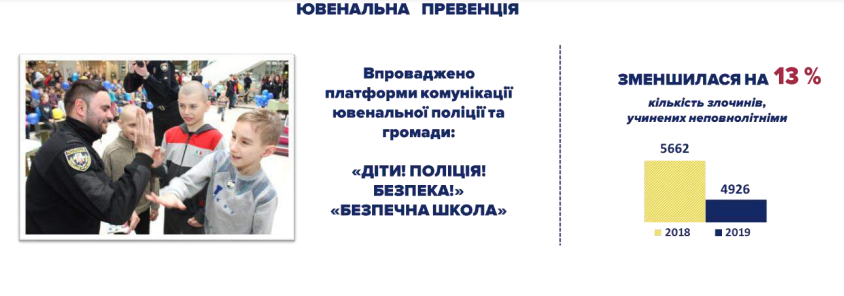 ЮВЕНАЛЬНА ПРЕВЕНЦІЯ
Впроваджено
платформи комунікації
ювенальної поліції та
громади:
«ДІТИ! ПОЛІЦІЯ!
БЕЗПЕКА!»
«БЕЗПЕЧНА ШКОЛА»
ЗМЕНШИЛАСЯ НА 13 %
кількість злочинів,
учинених неповнолітніми
5662
4926
2018 2019